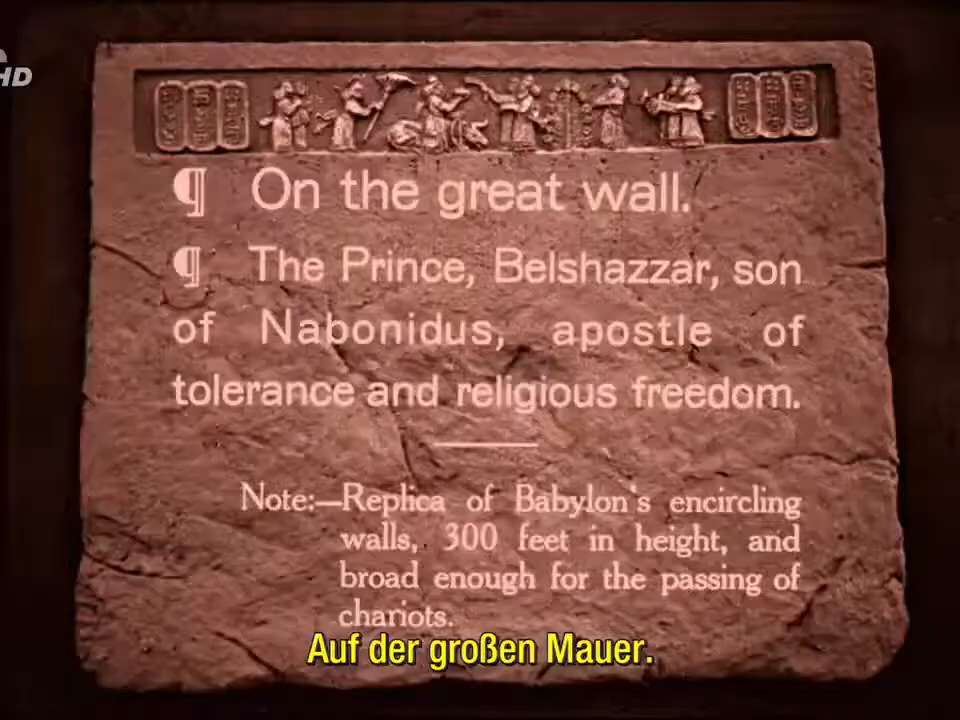 HD
¶ On the great wall.
¶ The Prince, Belshazzar, son
of Nabonidus, apostle of
tolerance and religious freedom.
Note:—Replica of Babylon's encircling
walls, 300 feet in height, and
broad enough for the passing of
chariots.
Auf der großen Mauer.